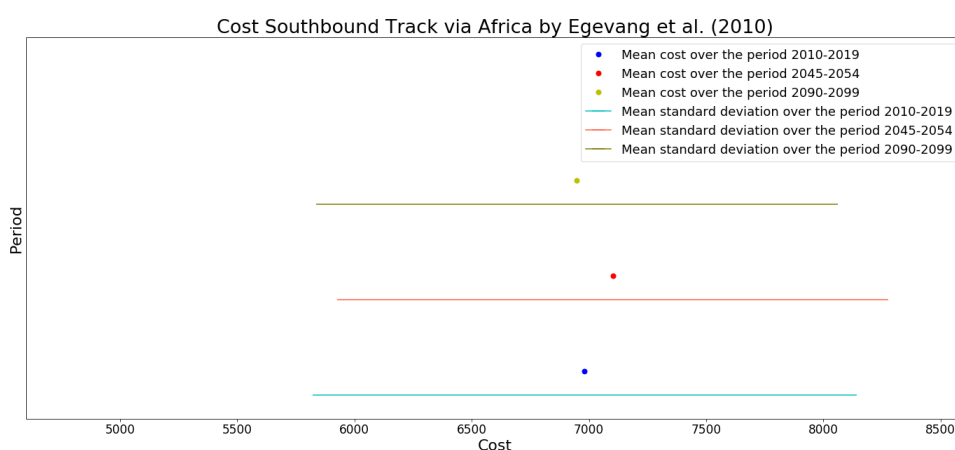 Cost Southbound Track via Africa by Egevang et al. (2010)
Mean cost over the period 2010-2019
Mean cost over the period 2045-2054
Mean cost over the period 2090-2099
Mean standard deviation over the period 2010-2019
Mean standard deviation over the period 2045-2054
Mean standard deviation over the period 2090-2099
Period
5000 5500 6000 6500 7000 7500 8000 8500
Cost